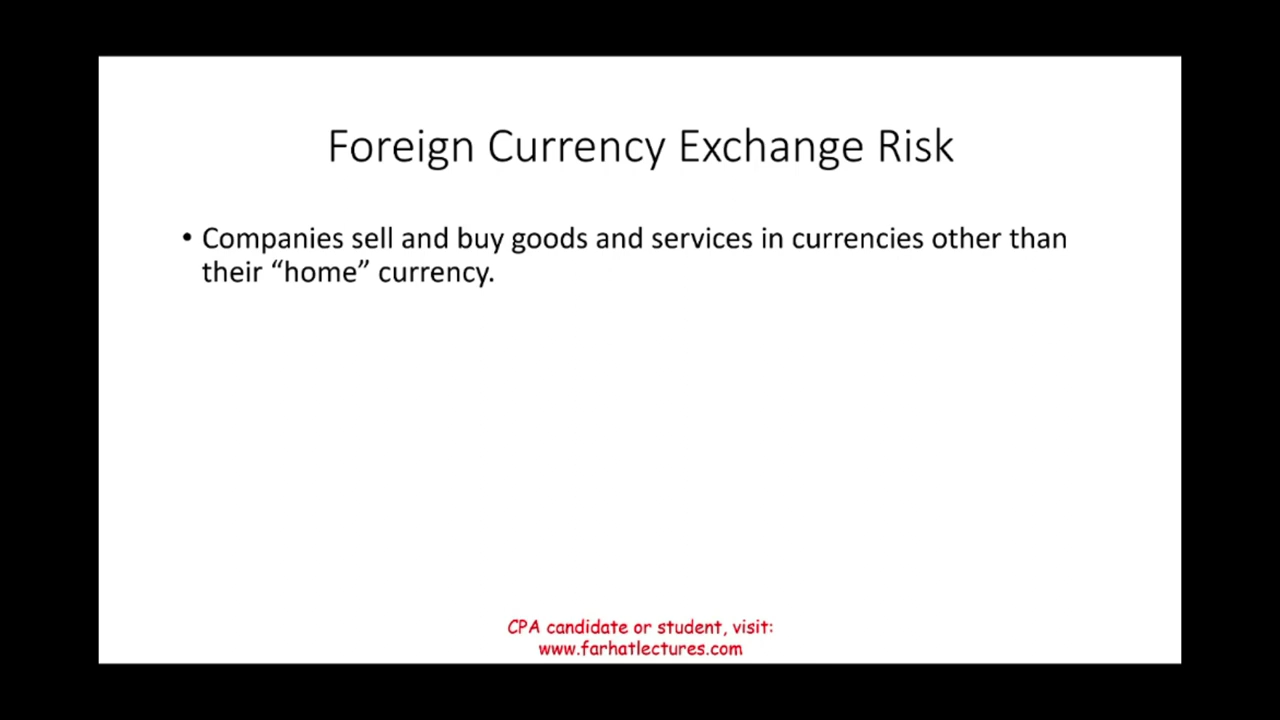 Foreign Currency Exchange Risk
• Companies sell and buy goods and services in currencies other than
their “home” currency.
CPA candidate or student, visit:
www.farhatlectures.com